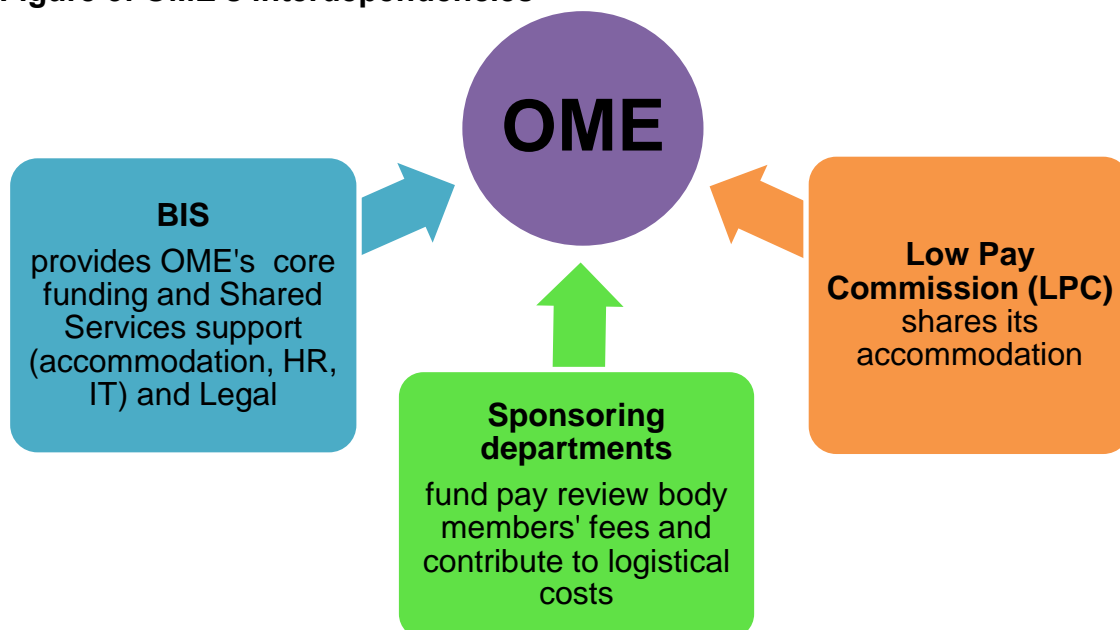 OME
BIS
provides OME's core
funding and Shared
Services support
(accommodation, HR,
IT) and Legal
Low Pay
Commission (LPC)
shares its
accommodation
Sponsoring
departments
fund pay review body
members' fees and
contribute to logistical
costs